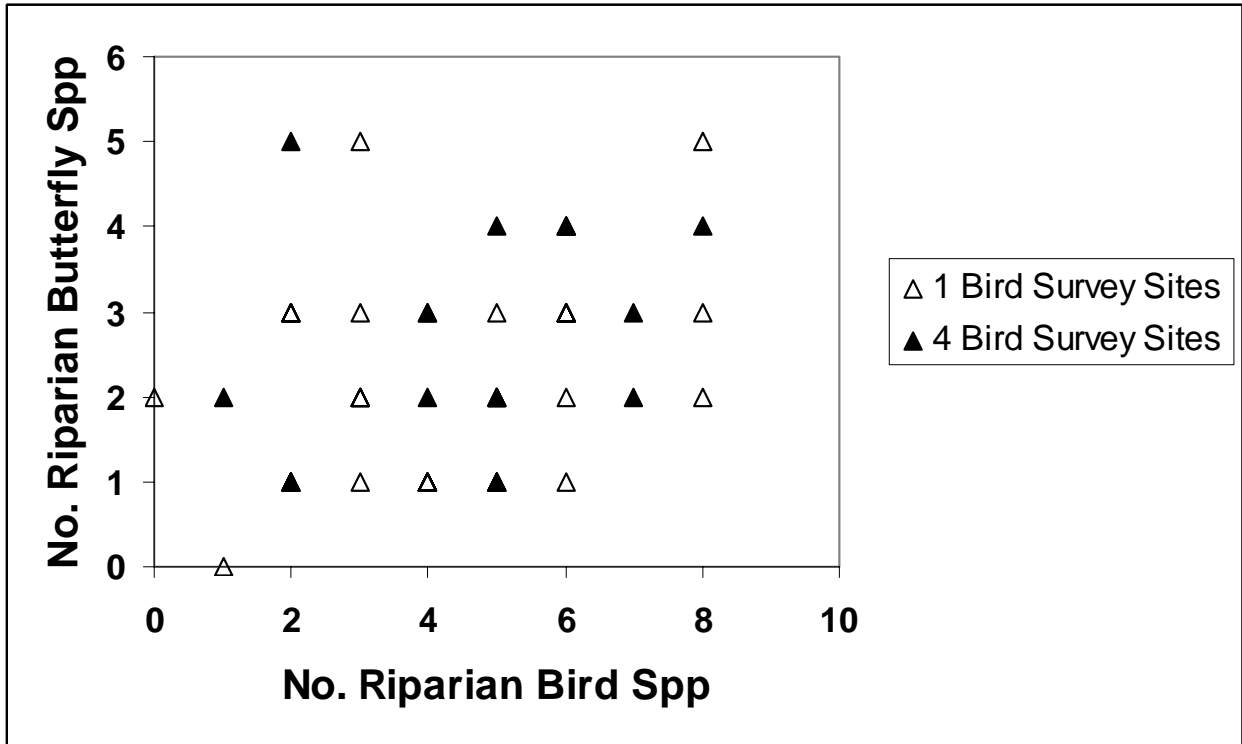 No. Riparian Butterfly Spp
6
5
4
3
2
1
0
0 2 4 6 8 10
No. Riparian Bird Spp
1 Bird Survey Sites
4 Bird Survey Sites